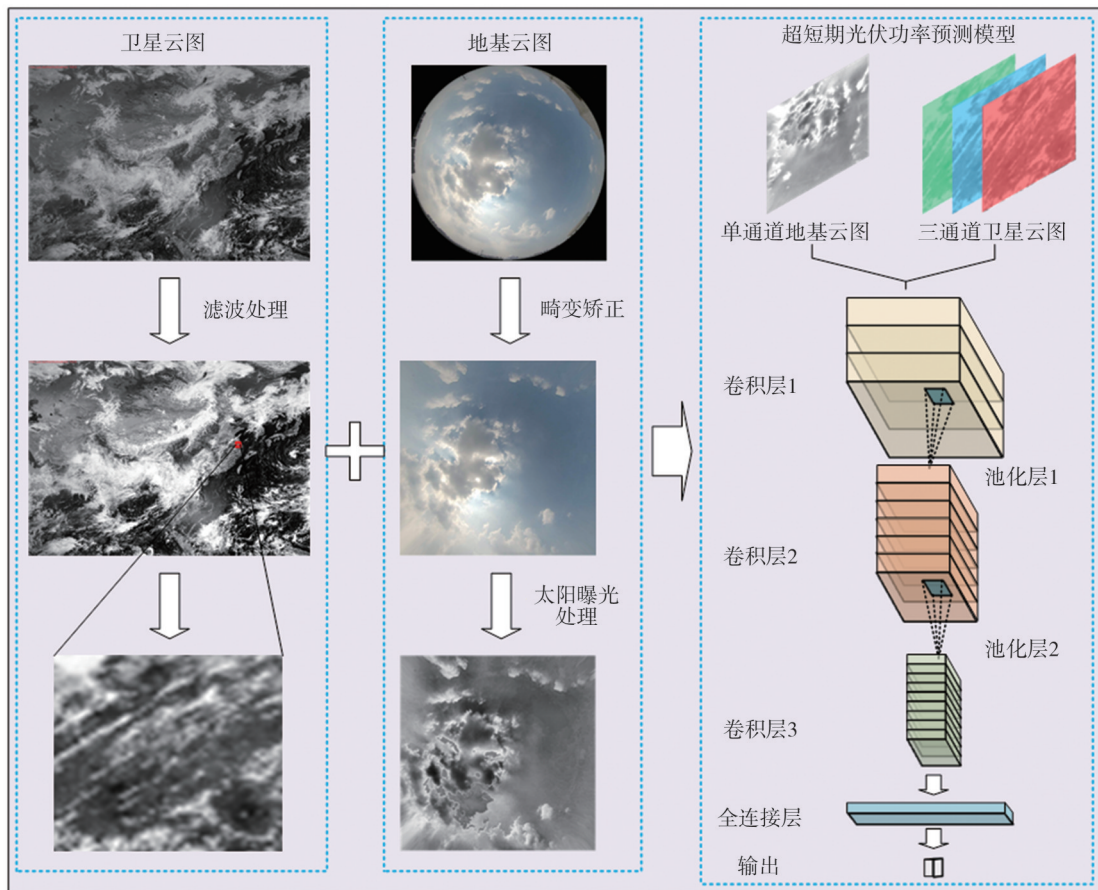 卫星云图
滤波处理
地基云图
畸变矫正
太阳曝光
处理
超短期光伏功率预测模型
单通道地基云图
三通道卫星云图
卷积层1
池化层1
卷积层2
池化层2
卷积层3
全连接层
输出